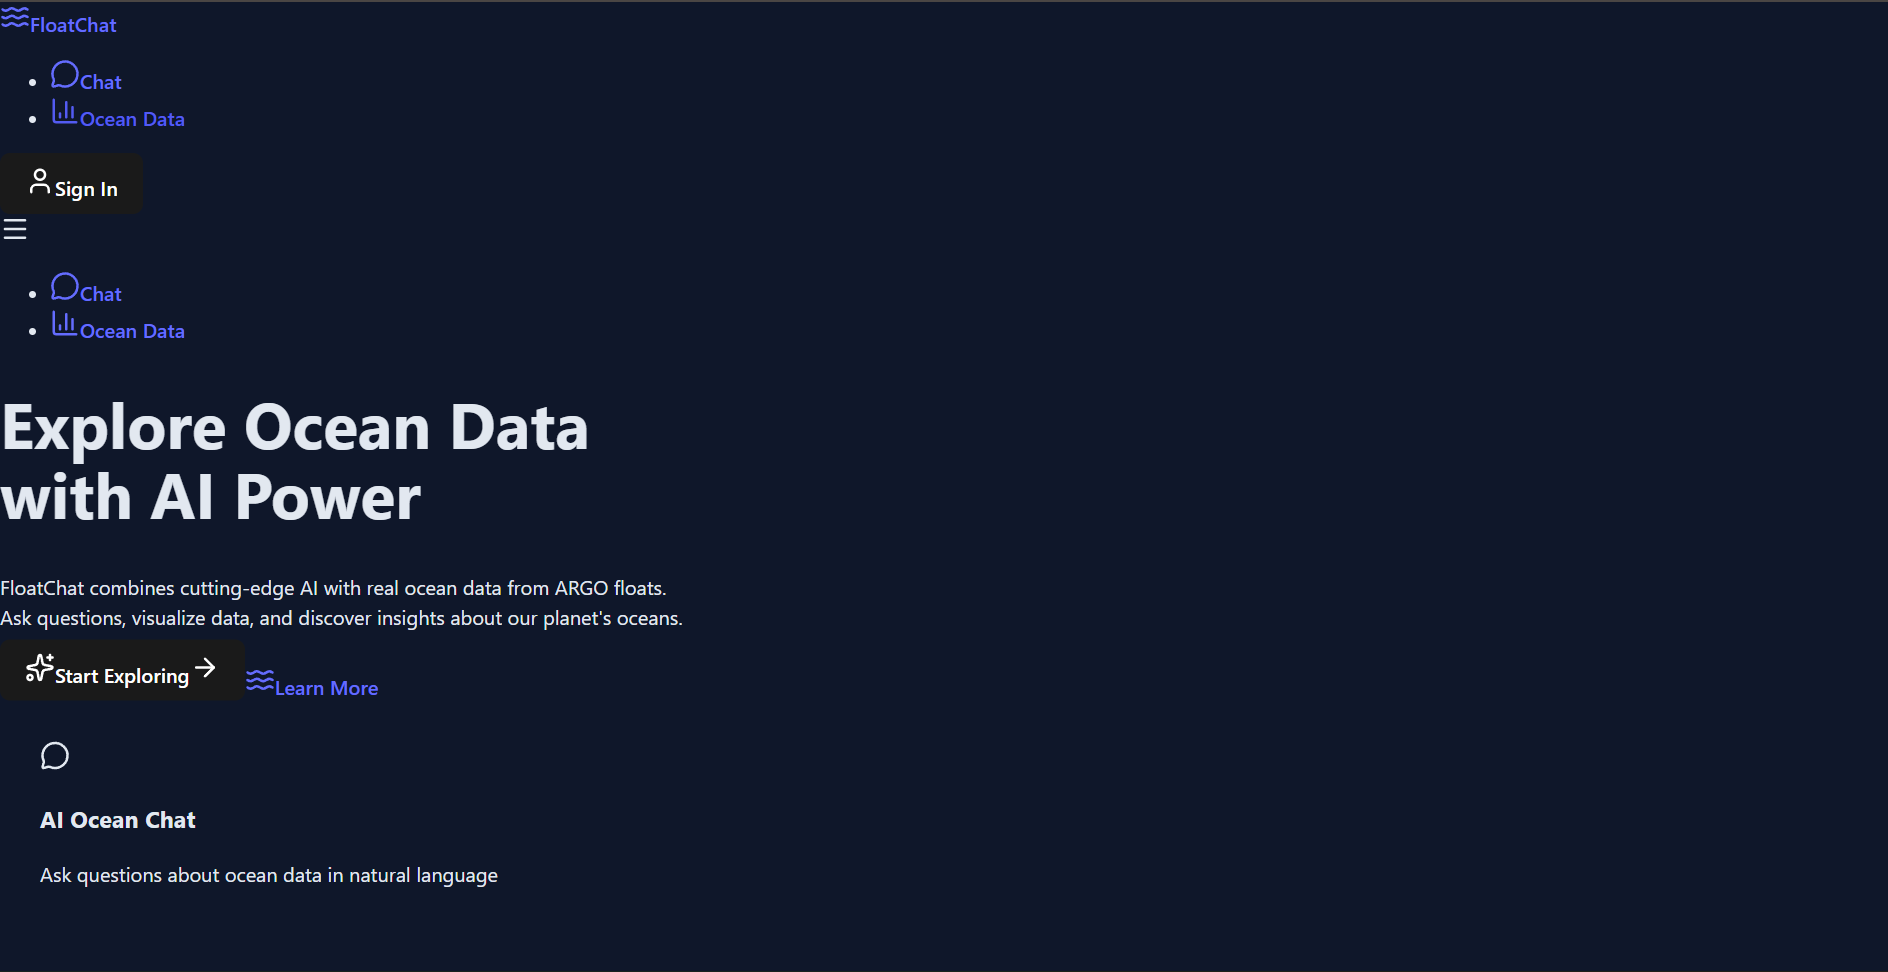 FloatChat
Chat
Ocean Data
Sign In
Chat
Ocean Data
Explore Ocean Data
with AI Power
FloatChat combines cutting-edge AI with real ocean data from ARGO floats.
Ask questions, visualize data, and discover insights about our planet's oceans.
Start Exploring Learn More
AI Ocean Chat
Ask questions about ocean data in natural language